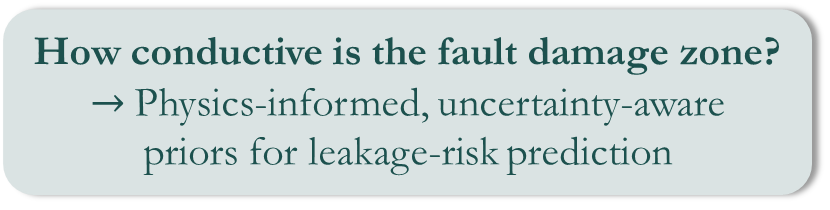 How conductive is the fault damage zone?
→ Physics-informed, uncertainty-aware
priors for leakage-risk prediction